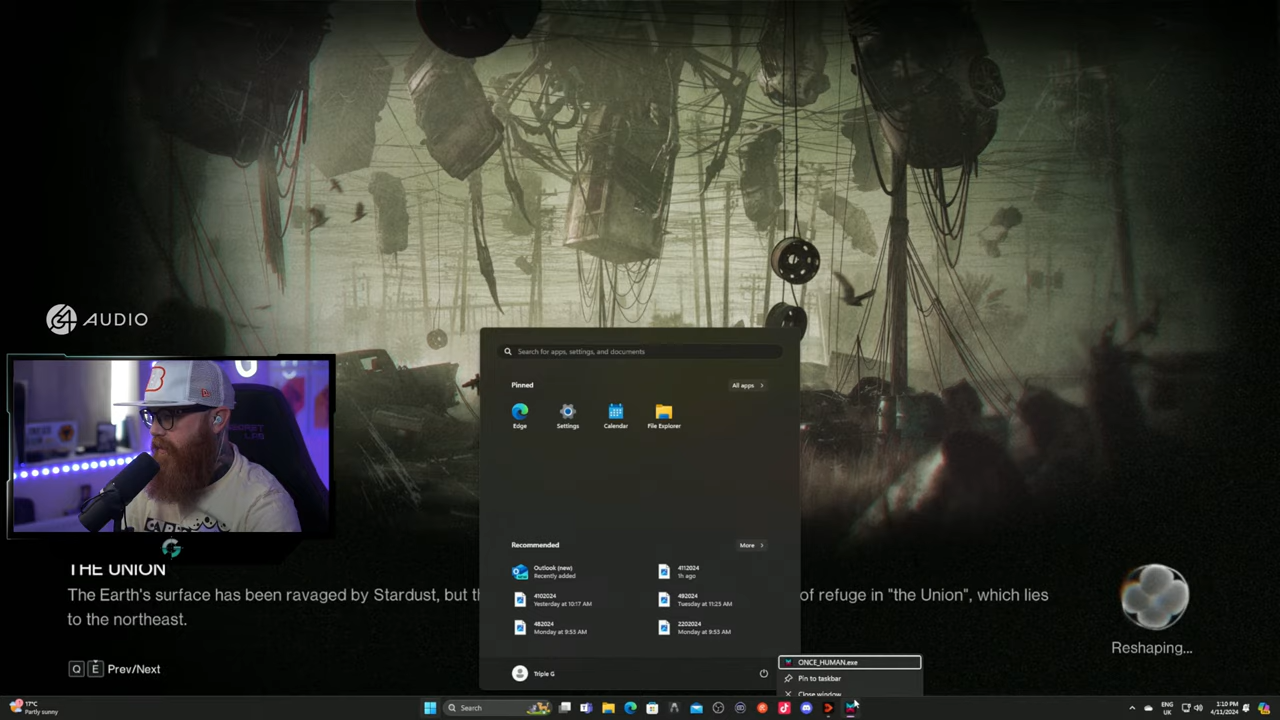 AUDIO
Search for apps, settings, and documents
Pinned
All apps
Edge
Settings
Calendar
File Explorer
Recommended
More
Outlook (new)
Recently added
4112024
1h ago
4102024
Yesterday at 10:17 AM
492024
Tuesday at 11:25 AM
482024
Monday at 9:53 AM
2202024
Monday at 9:53 AM
THE UNION
The Earth's surface has been ravaged by Stardust, but th
of refuge in "the Union", which lies
to the northeast.
Reshaping...
Q E Prev/Next
Triple G
ONCE_HUMAN.exe
Pin to taskbar
Close window
17°C
Partly sunny
Search
ENG
UK
1:10 PM
4/11/2024